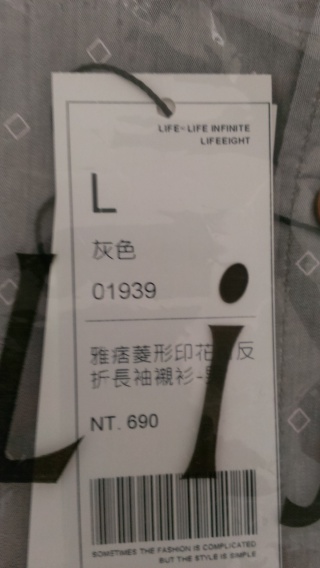 LIFE×LIFE INFINITE
LIFEEIGHT
L
灰色
01939
雅痞菱形印花 反
折長袖襯衫-
NT. 690
SOMETIMES THE FASHION IS COMPLICATED
BUT THE STYLE IS SIMPLE
Li